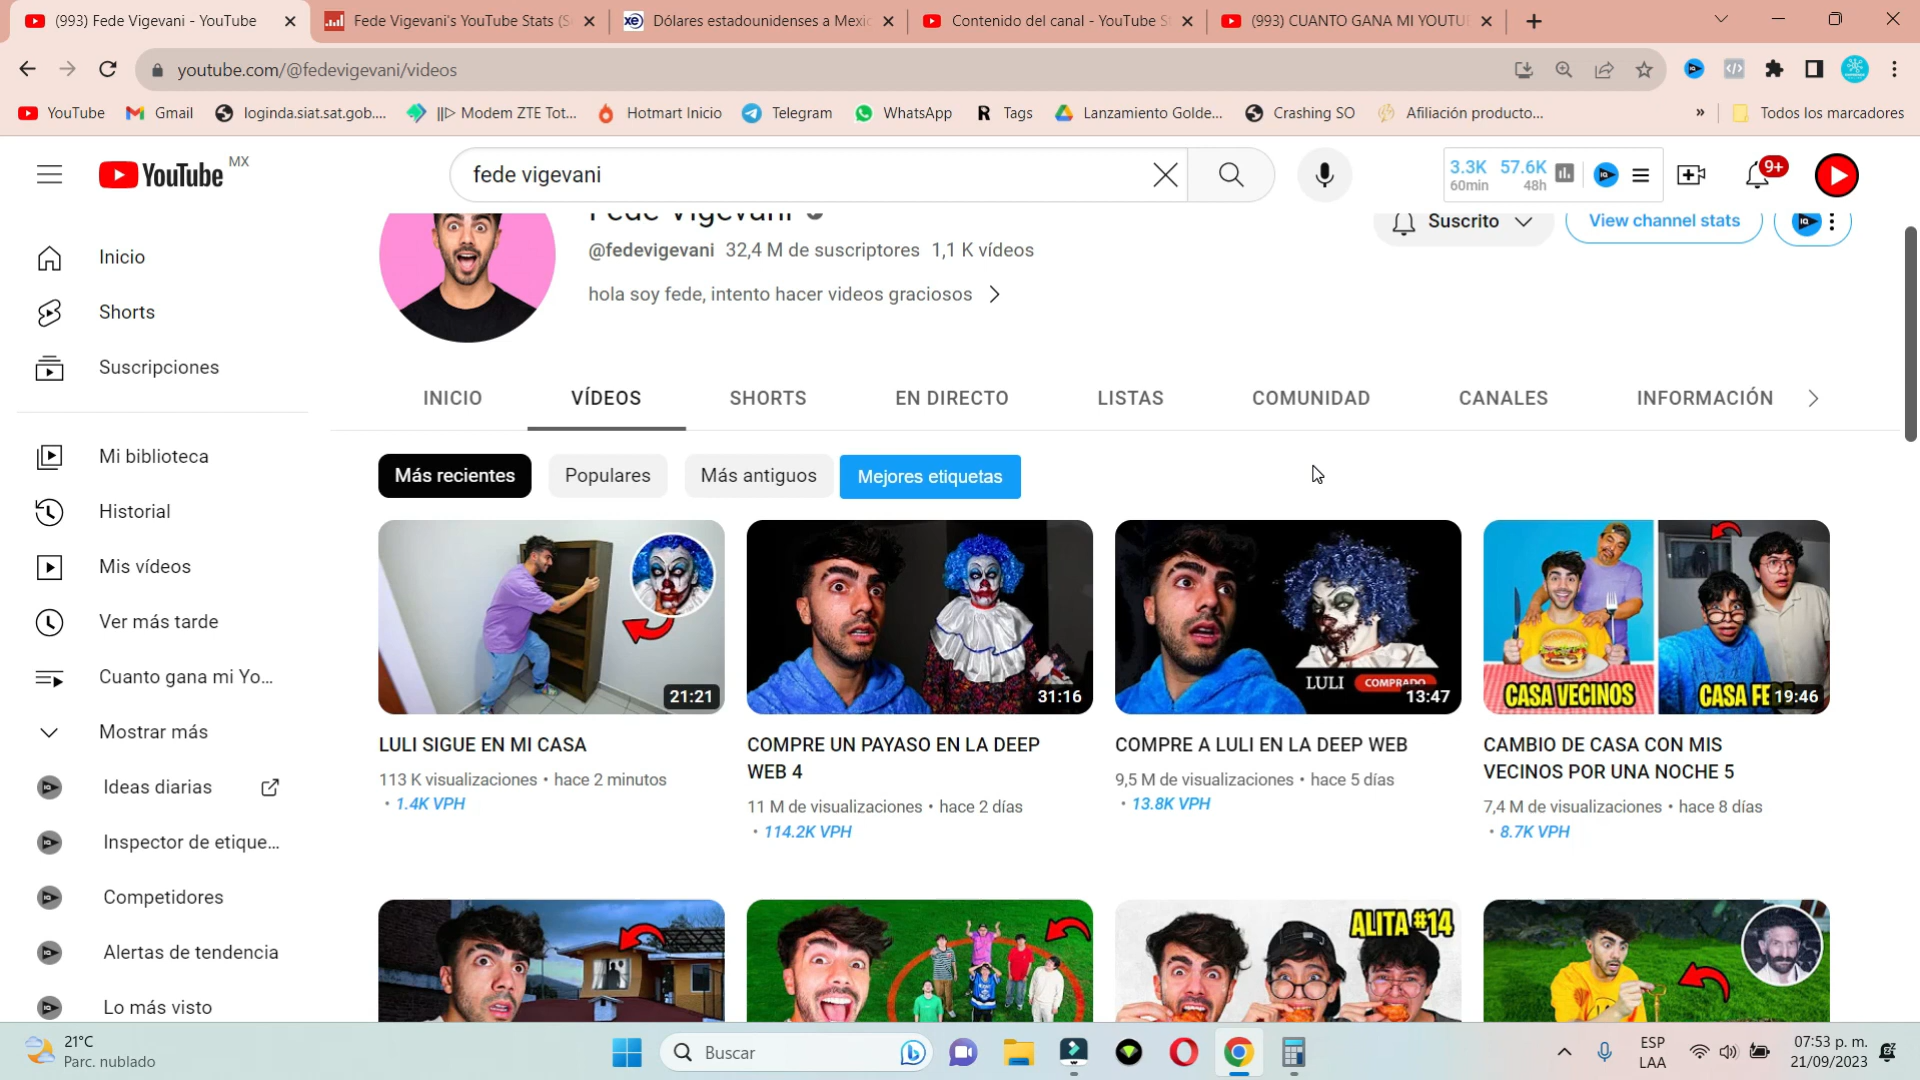 (993) Fede Vigevani - YouTube
Fede Vigevani's YouTube Stats (S
Dólares estadounidenses a Mexic
Contenido del canal - YouTube S
(993) CUANTO GANA MI YOUTU
youtube.com/@fedevigevani/videos
YouTube
Gmail
loginda.siat.sat.gob....
||▷ Modem ZTE Tot...
Hotmart Inicio
Telegram
WhatsApp
R Tags
Lanzamiento Golde...
Crashing SO
Afiliación producto...
»
Todos los marcadores
YouTube MX
fede vigevani
3.3K 57.6K
60min 48h
9+
Fede Vigevani
Suscrito
View channel stats
@fedevigevani 32,4 M de suscriptores 1,1 K vídeos
hola soy fede, intento hacer videos graciosos
Inicio
Shorts
Suscripciones
Mi biblioteca
Historial
Mis vídeos
Ver más tarde
Cuanto gana mi Yo...
Mostrar más
Ideas diarias
Inspector de etique...
Competidores
Alertas de tendencia
Lo más visto
INICIO VÍDEOS SHORTS EN DIRECTO LISTAS COMUNIDAD CANALES INFORMACIÓN
Más recientes Populares Más antiguos Mejores etiquetas
21:21
LULI SIGUE EN MI CASA
113 K visualizaciones • hace 2 minutos
• 1.4K VPH
31:16
COMPRE UN PAYASO EN LA DEEP
WEB 4
11 M de visualizaciones • hace 2 días
• 114.2K VPH
LULI COMPRADO
13:47
COMPRE A LULI EN LA DEEP WEB
9,5 M de visualizaciones • hace 5 días
• 13.8K VPH
CASA VECINOS CASA FE
19:46
CAMBIO DE CASA CON MIS
VECINOS POR UNA NOCHE 5
7,4 M de visualizaciones • hace 8 días
• 8.7K VPH
ALITA #14
21°C
Parc. nublado
Buscar
ESP
LAA
07:53 p. m.
21/09/2023